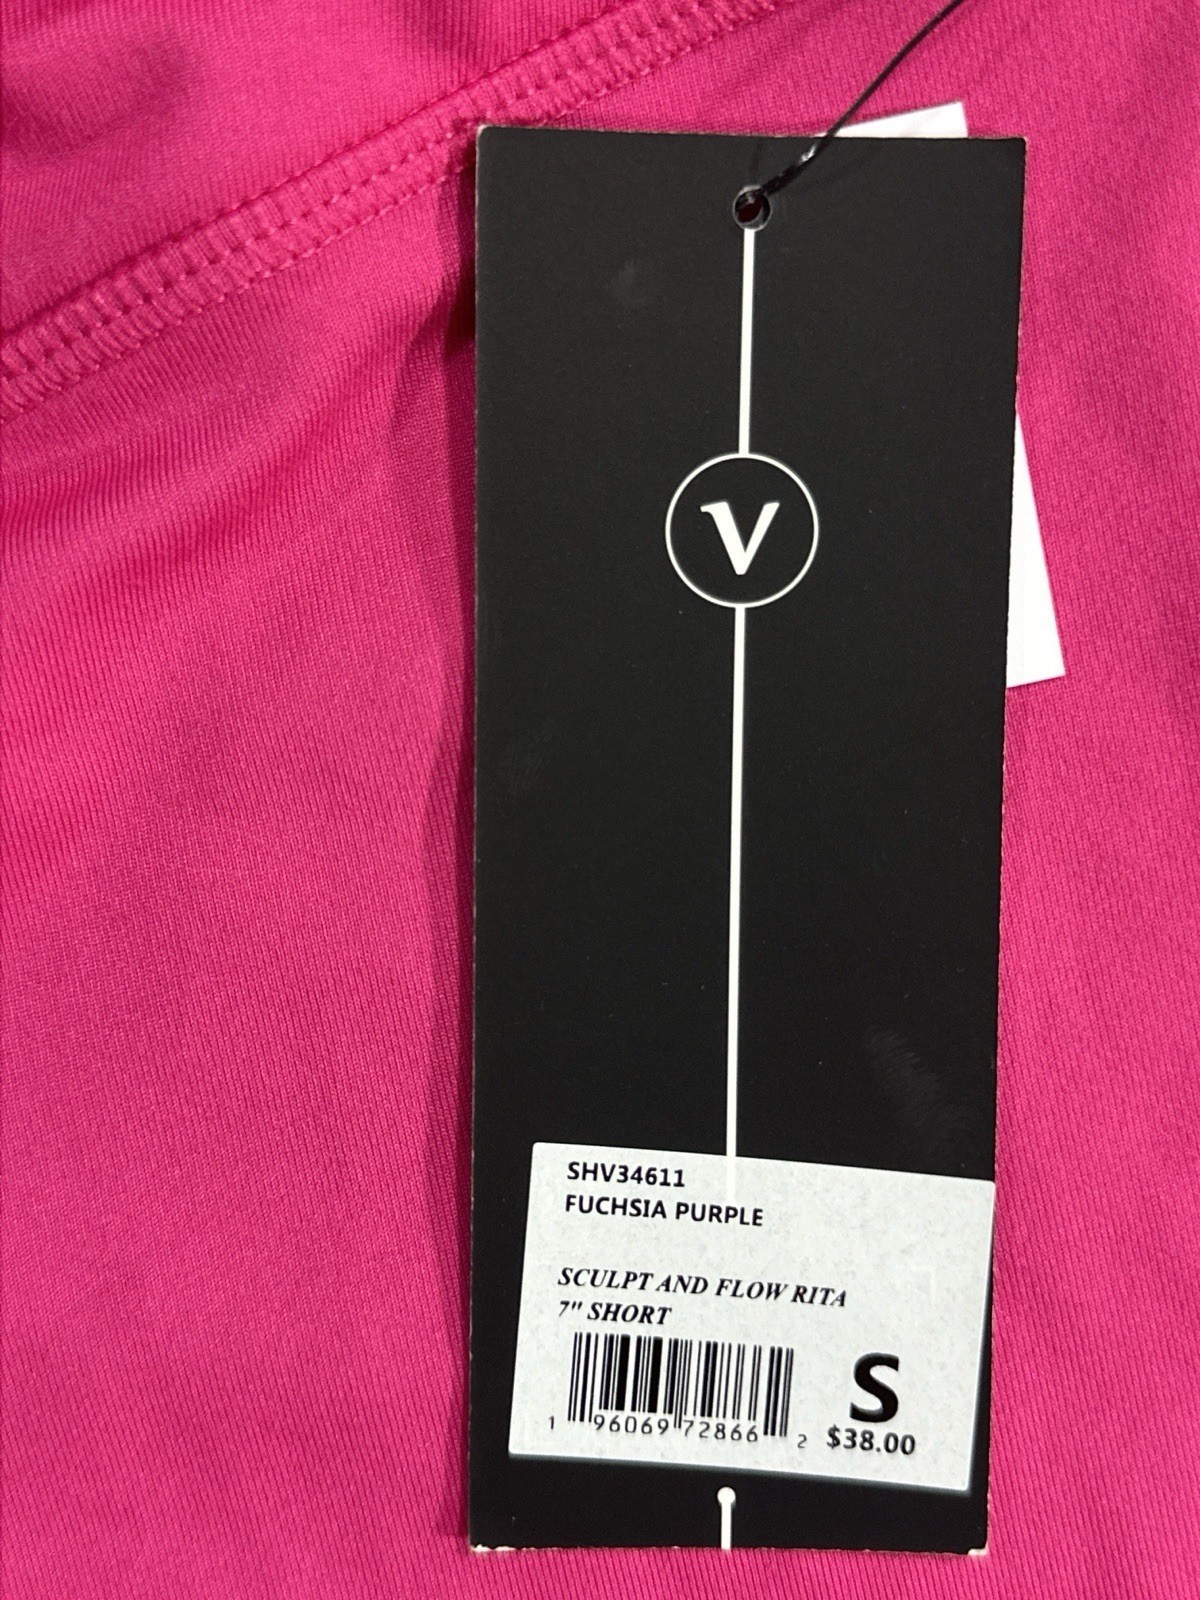 V
SHV34611
FUCHSIA PURPLE
SCULPT AND FLOW RITA
7" SHORT
S
1 96069 72866 2
$38.00